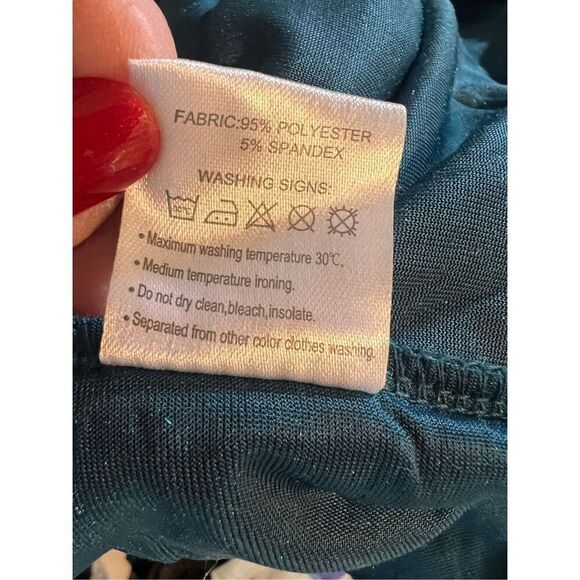 FABRIC:95% POLYESTER
5% SPANDEX
WASHING SIGNS:
• Maximum washing temperature 30℃.
• Medium temperature ironing.
• Do not dry clean,bleach,insolate.
• Separated from other color clothes washing.